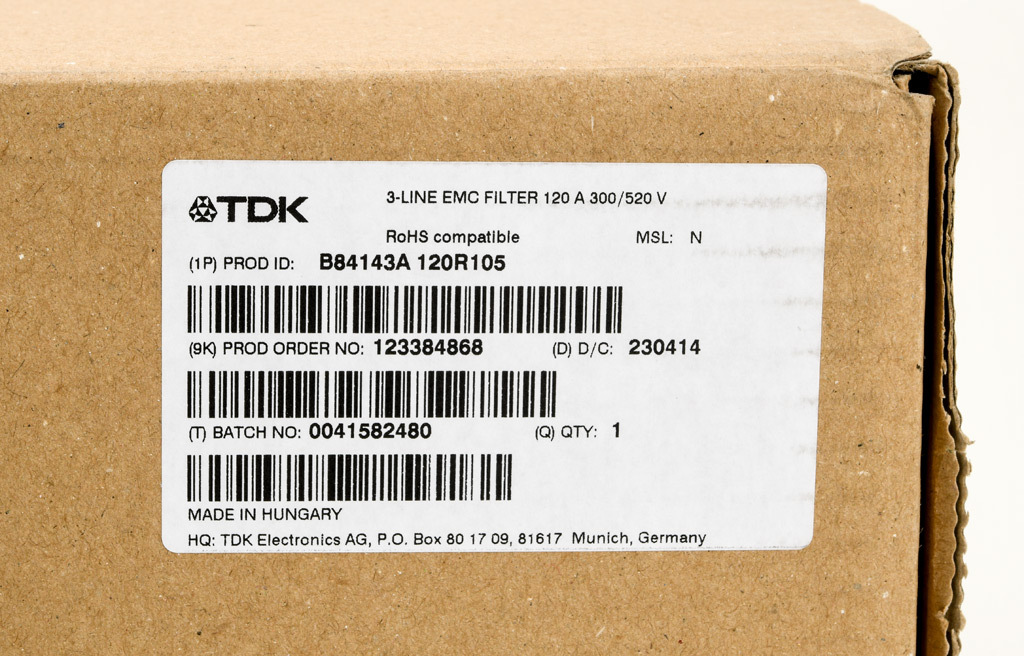 TDK
3-LINE EMC FILTER 120 A 300/520 V
RoHS compatible MSL: N
(1P) PROD ID: B84143A 120R105
(9K) PROD ORDER NO: 123384868 (D) D/C: 230414
(T) BATCH NO: 0041582480 (Q) QTY: 1
MADE IN HUNGARY
HQ: TDK Electronics AG, P.O. Box 80 17 09, 81617 Munich, Germany